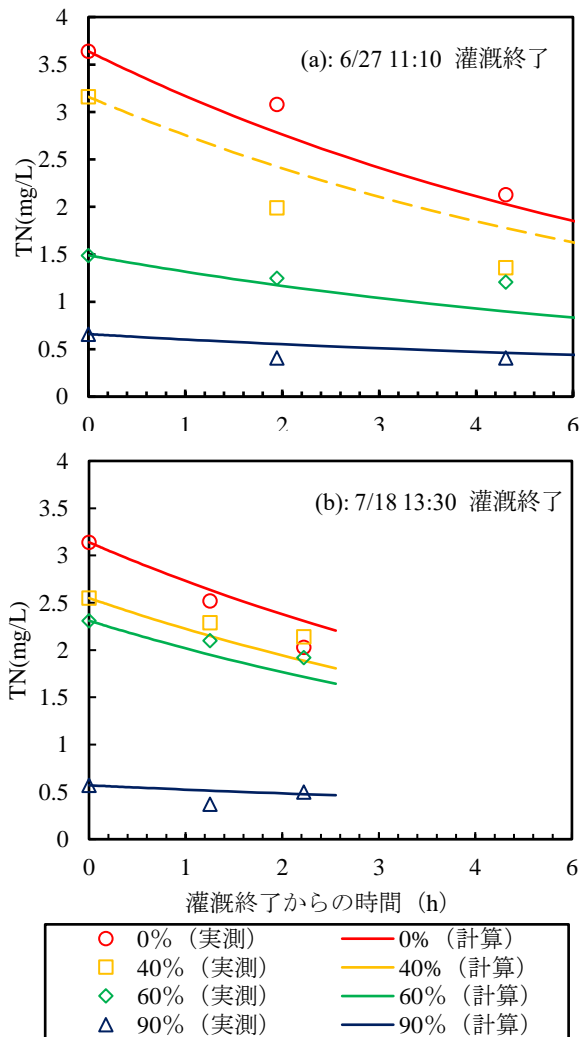 4
(a): 6/27 11:10 灌漑終了
3.5
3
2.5
TN(mg/L)
2
1.5
1
0.5
0
0 1 2 3 4 5 6
4
(b): 7/18 13:30 灌漑終了
3.5
3
2.5
TN(mg/L)
2
1.5
1
0.5
0
0 1 2 3 4 5 6
灌漑終了からの時間（h）
0％（実測） 0%（計算）
40％（実測） 40%（計算）
60％（実測） 60％（計算）
90％（実測） 90％（計算）